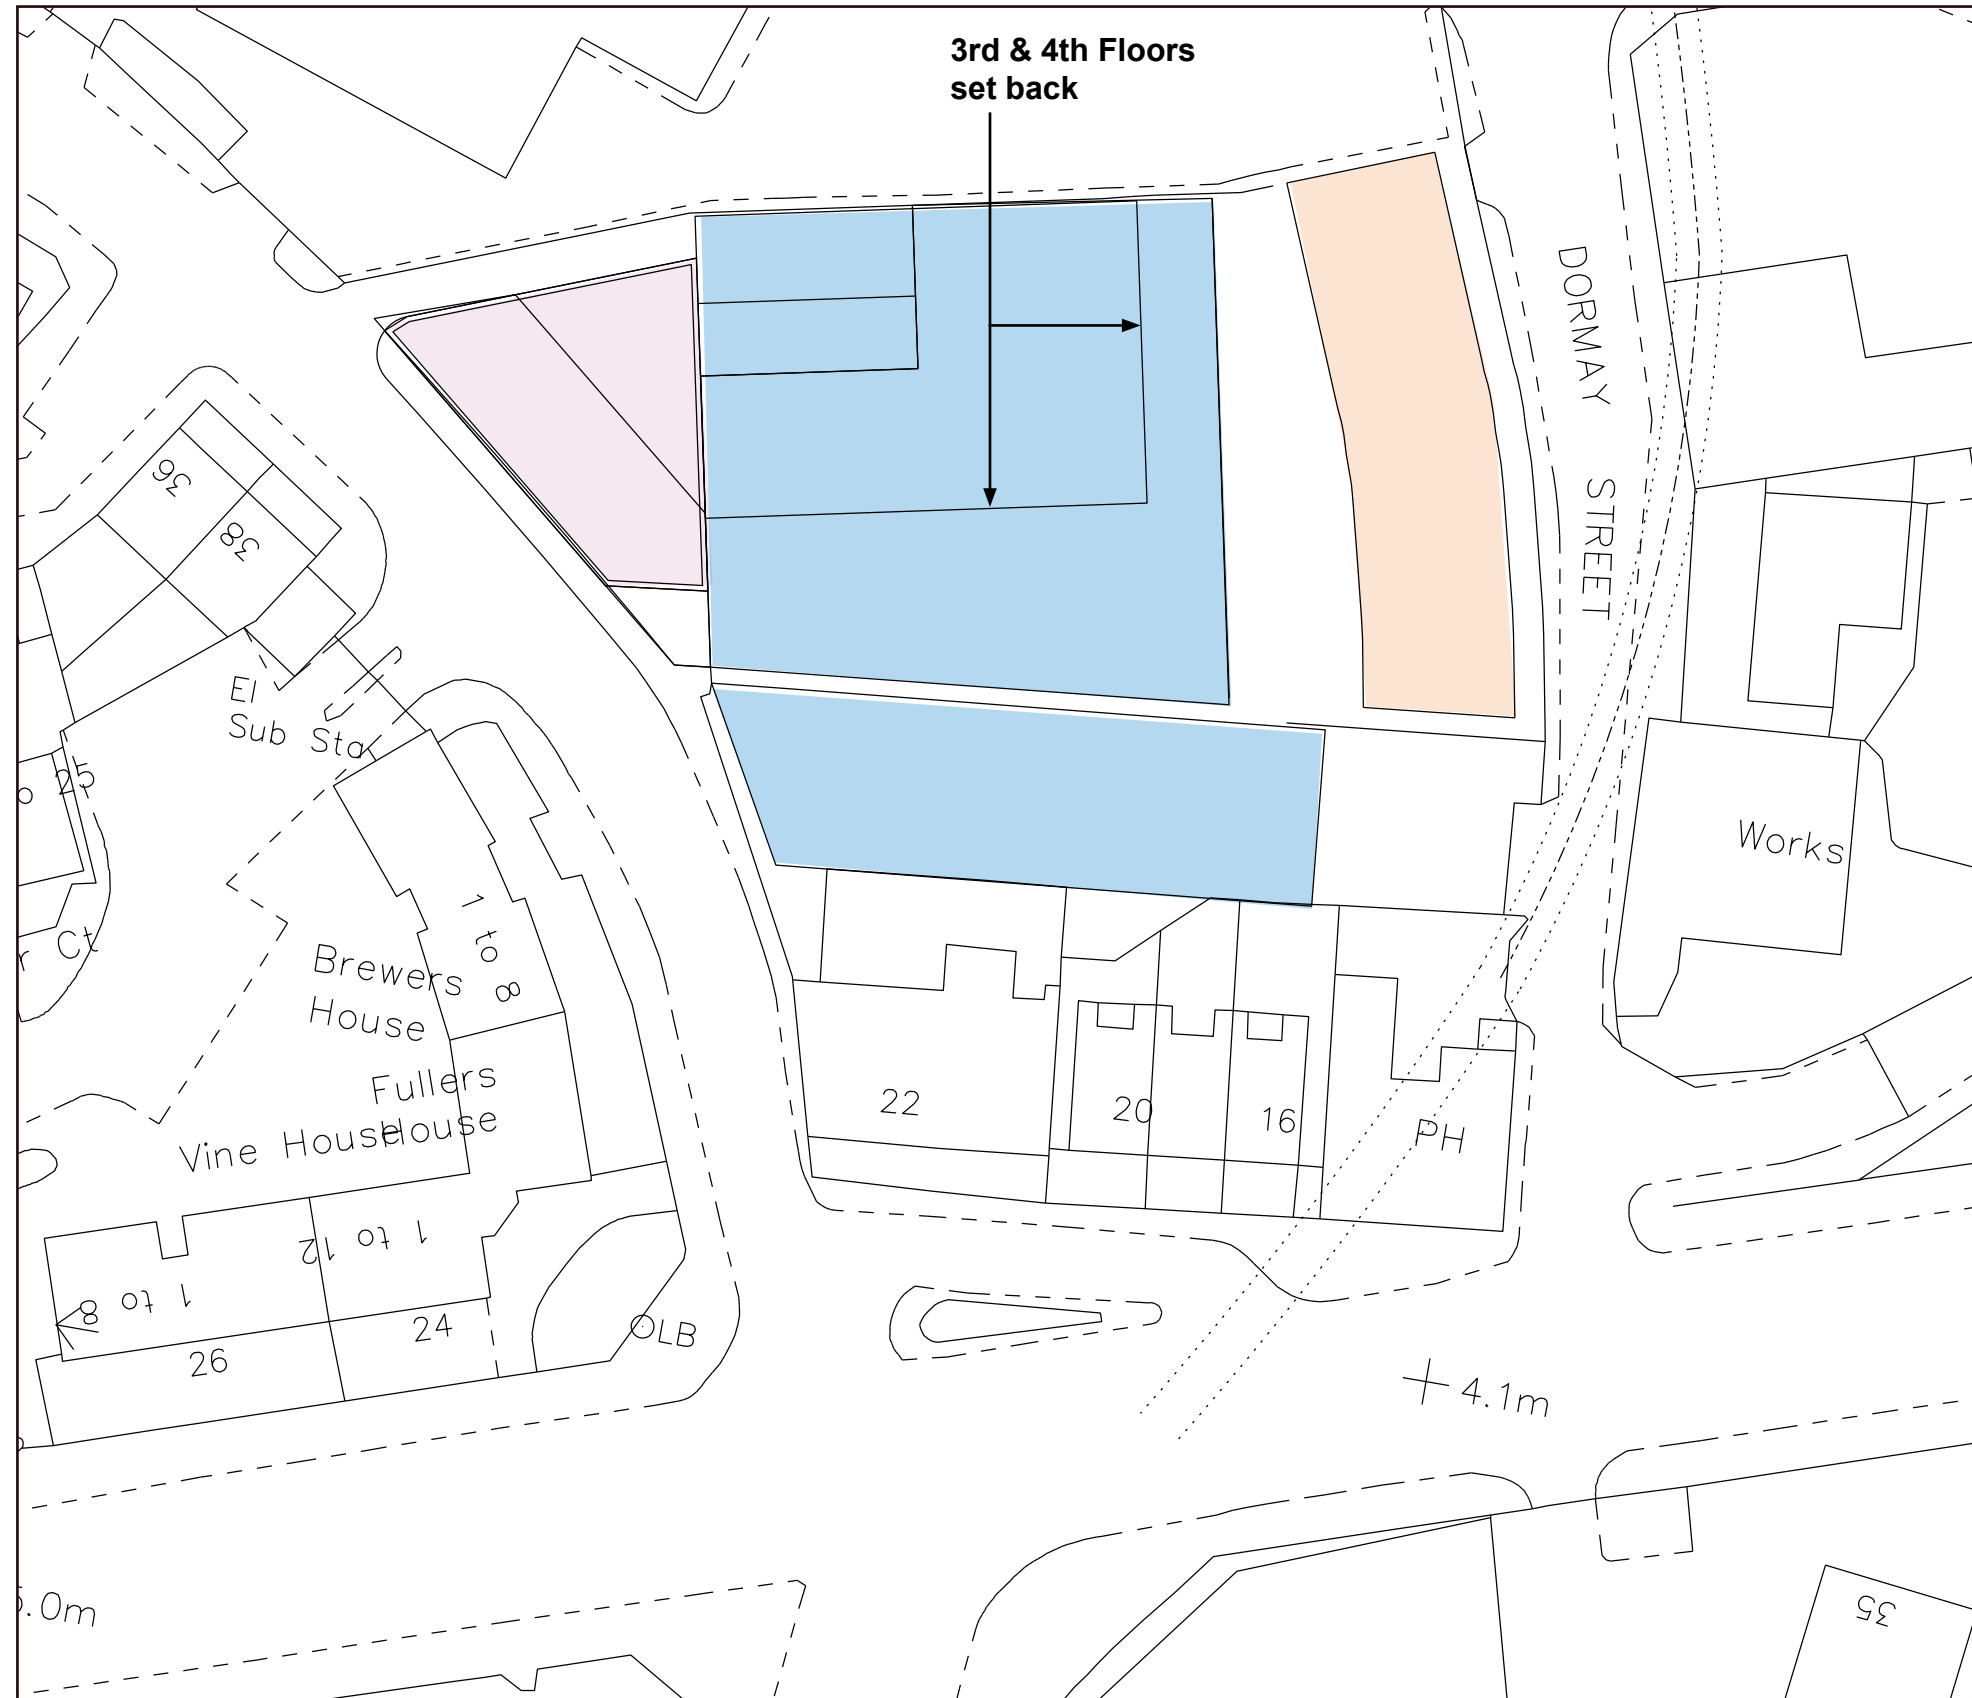 3rd & 4th Floors
set back
DORMAY STREET
36
38
El
Sub Sta
25
Works
1 to 8
Brewers
House
Fullers
House
Vine House
22
20
16
PH
1 to 12
1 to 8
24
26
LB
4.1m
.0m
35
r Ct